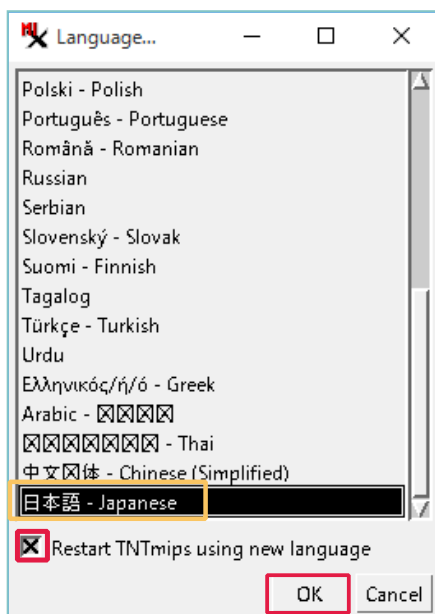 Language...
Polski - Polish
Português - Portuguese
Română - Romanian
Russian
Serbian
Slovenský - Slovak
Suomi - Finnish
Tagalog
Türkçe - Turkish
Urdu
Ελληνικός/ή/ό - Greek
Arabic -
- Thai
中文体 - Chinese (Simplified)
日本語 - Japanese
Restart TNTmips using new language
OK Cancel